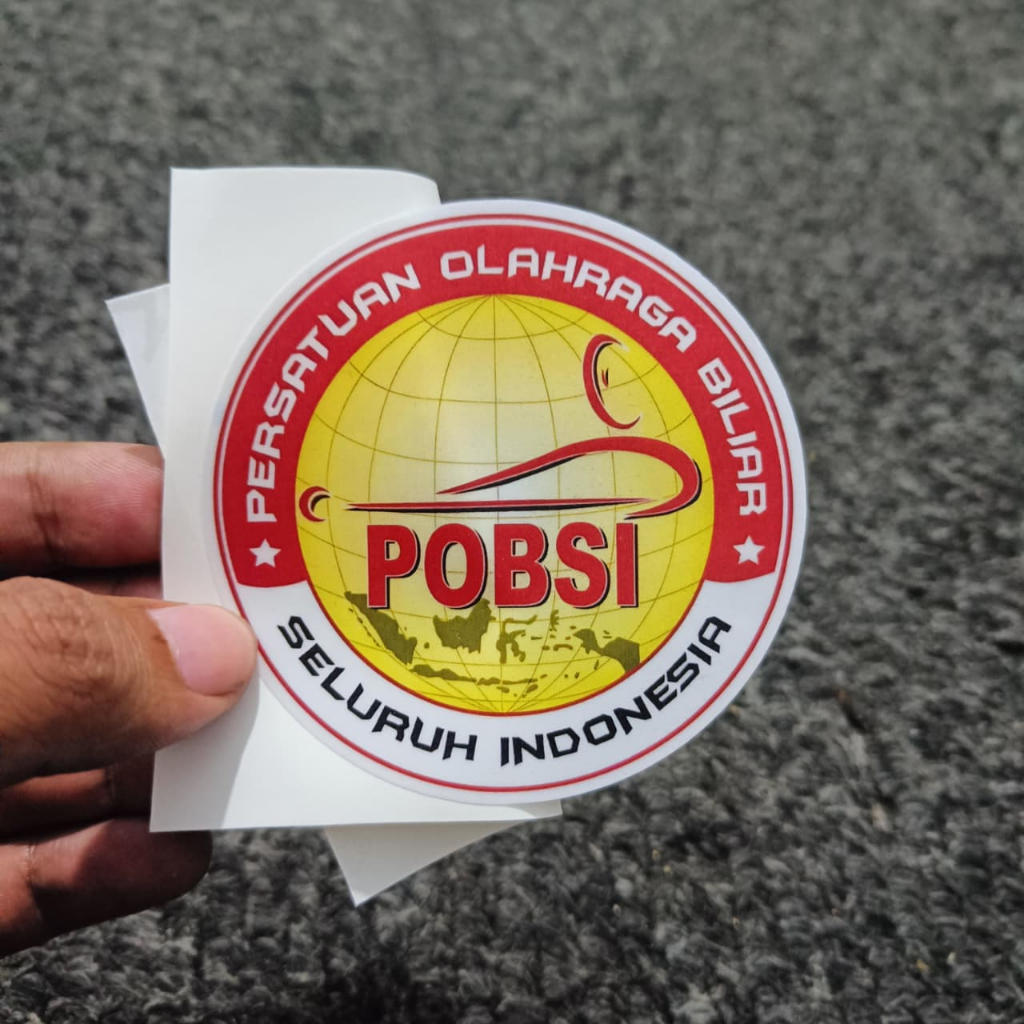 PERSATUAN OLAHRAGA BILIAR
POBSI
SELURUH INDONESIA